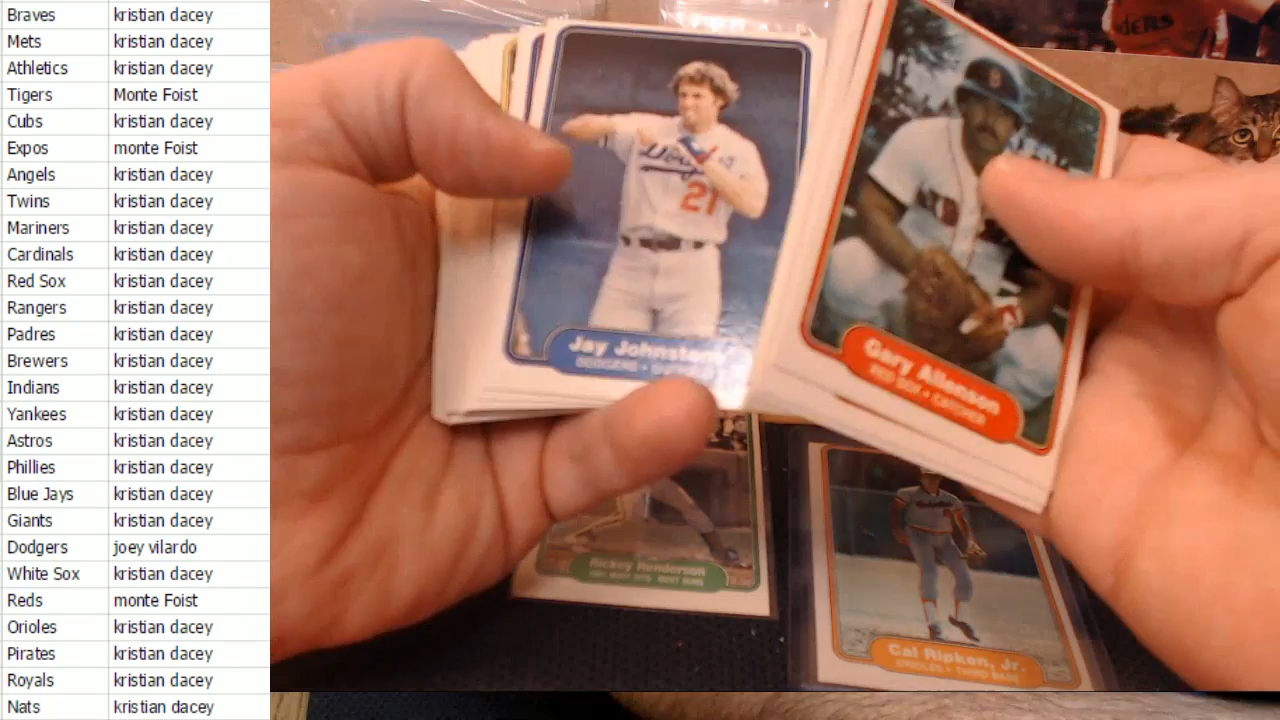 Braves kristian dacey
Mets kristian dacey
Athletics kristian dacey
Tigers Monte Foist
Cubs kristian dacey
Expos monte Foist
Angels kristian dacey
Twins kristian dacey
Mariners kristian dacey
Cardinals kristian dacey
Red Sox kristian dacey
Rangers kristian dacey
Padres kristian dacey
Brewers kristian dacey
Indians kristian dacey
Yankees kristian dacey
Astros kristian dacey
Phillies kristian dacey
Blue Jays kristian dacey
Giants kristian dacey
Dodgers joey vilardo
White Sox kristian dacey
Reds monte Foist
Orioles kristian dacey
Pirates kristian dacey
Royals kristian dacey
Nats kristian dacey
21
Jay
DODGERS
B
Gary Allenson
RED SOX • CATCHER
Rickey Henderson
Cal Ripken, Jr.
ORIOLES • THIRD BASE